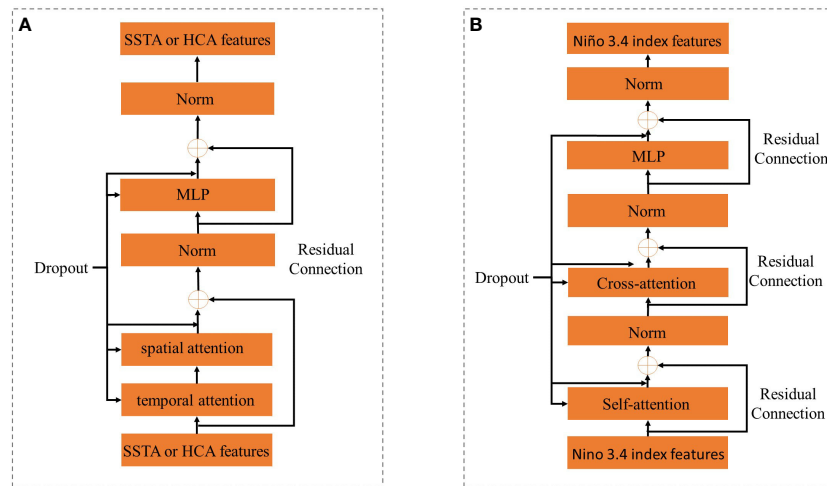 A
SSTA or HCA features
Norm
MLP
Norm
Residual
Connection
Dropout
spatial attention
temporal attention
SSTA or HCA features
B
Niño 3.4 index features
Norm
Residual
Connection
MLP
Norm
Residual
Connection
Dropout
Cross-attention
Norm
Residual
Connection
Self-attention
Nino 3.4 index features